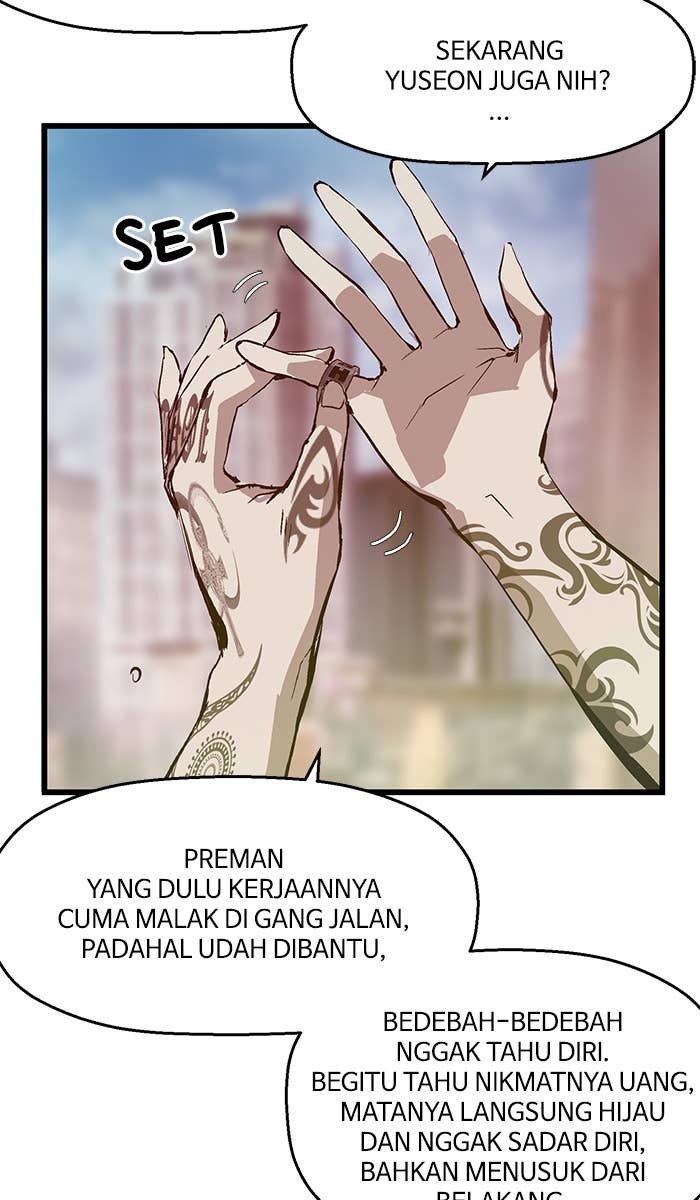 SEKARANG
YUSEON JUGA NIH?
...
SET
PREMAN
YANG DULU KERJAANNYA
CUMA MALAK DI GANG JALAN,
PADAHAL UDAH DIBANTU,
BEDEBAH-BEDEBAH
NGGAK TAHU DIRI.
BEGITU TAHU NIKMATNYA UANG,
MATANYA LANGSUNG HIJAU
DAN NGGAK SADAR DIRI,
BAHKAN MENUSUK DARI
BELAKANG